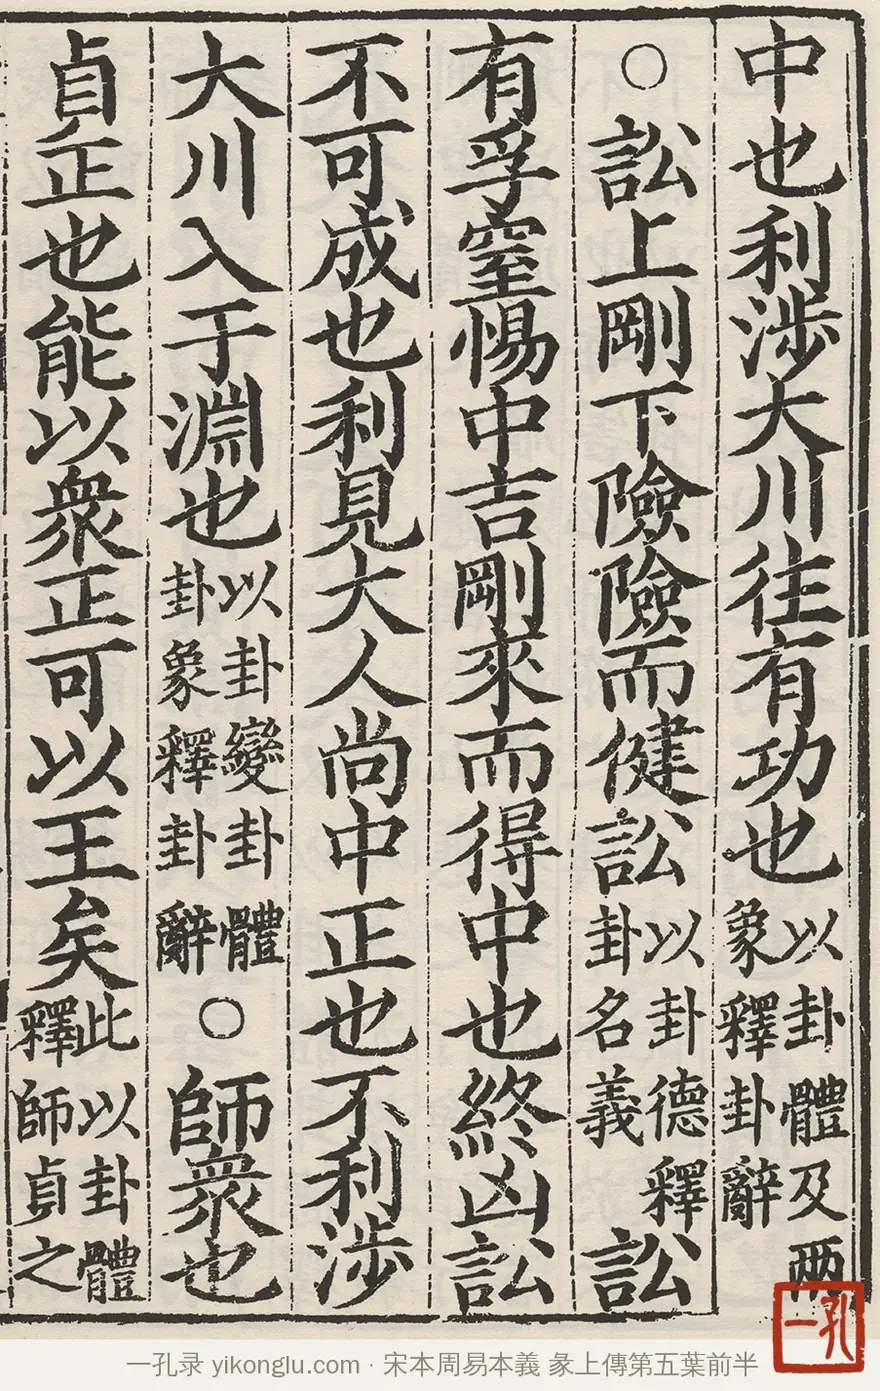 中也利涉大川往有功也以卦體及两象釋卦辭
○訟上剛下險險而健訟以卦德釋卦名義訟
有孚窒惕中吉剛來而得中也終凶訟
不可成也利見大人尚中正也不利涉
大川入于淵也以卦變卦體卦象釋卦辭○師衆也
貞正也能以衆正可以王矣此以卦體釋師貞之
一孔
一孔录 yikonglu.com · 宋本周易本義 彖上傳第五葉前半